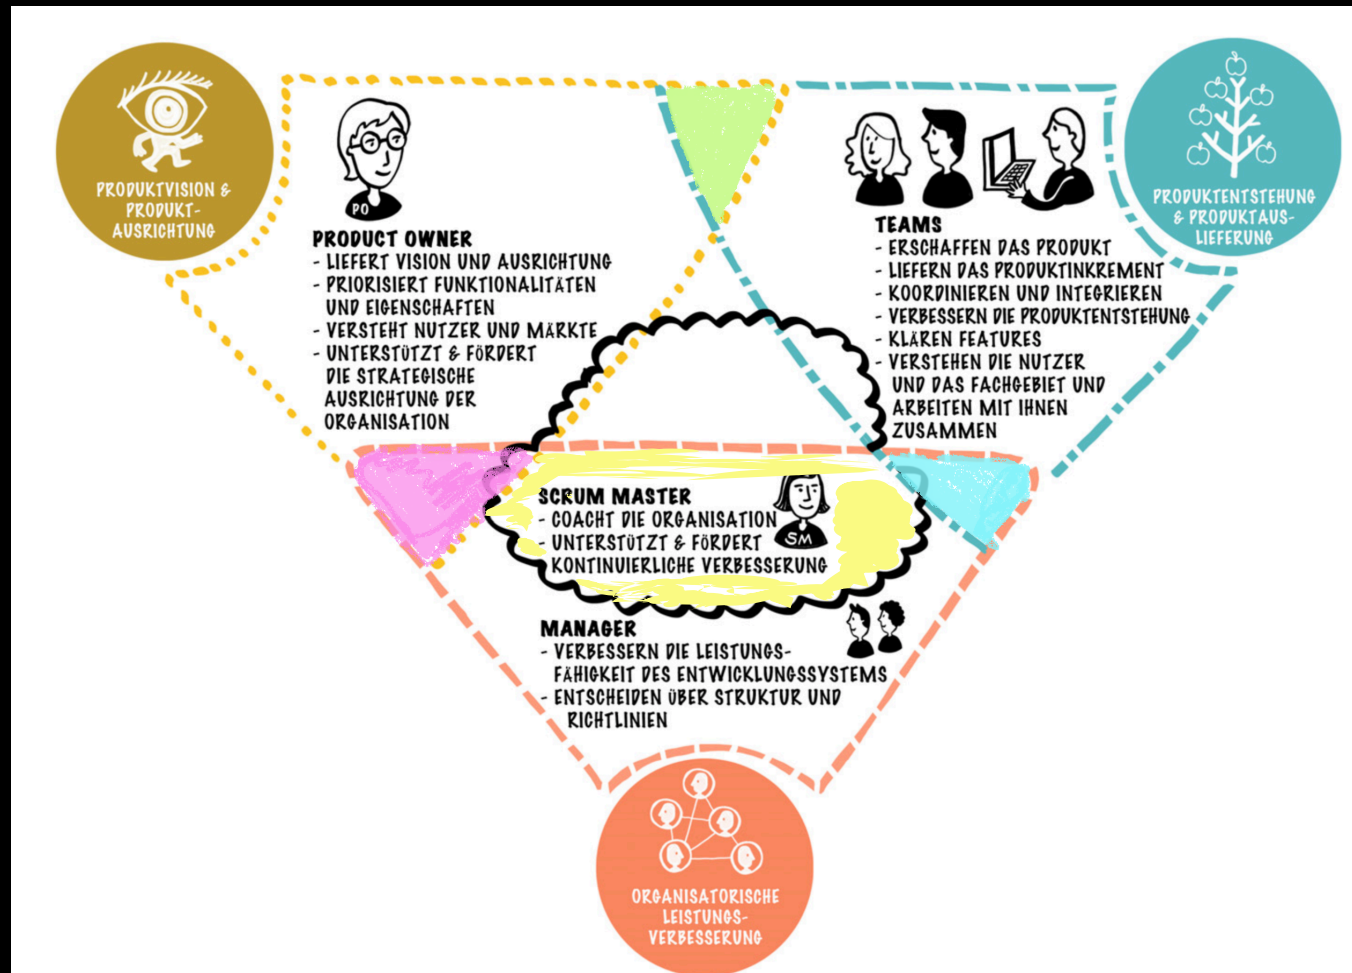 PRODUKTVISION &
PRODUKT-
AUSRICHTUNG
PO
PRODUCT OWNER
- LIEFERT VISION UND AUSRICHTUNG
- PRIORISIERT FUNKTIONALITÄTEN
UND EIGENSCHAFTEN
- VERSTEHT NUTZER UND MÄRKTE
- UNTERSTÜTZT & FÖRDERT
DIE STRATEGISCHE
AUSRICHTUNG DER
ORGANISATION
TEAMS
- ERSCHAFFEN DAS PRODUKT
- LIEFERN DAS PRODUKTINKREMENT
- KOORDINIEREN UND INTEGRIEREN
- VERBESSERN DIE PRODUKTENTSTEHUNG
- KLÄREN FEATURES
- VERSTEHEN DIE NUTZER
UND DAS FACHGEBIET UND
ARBEITEN MIT IHNEN
ZUSAMMEN
PRODUKTENTSTEHUNG
& PRODUKTAUS-
LIEFERUNG
SCRUM MASTER
- COACHT DIE ORGANISATION
- UNTERSTÜTZT & FÖRDERT
KONTINUIERLICHE VERBESSERUNG
SM
MANAGER
- VERBESSERN DIE LEISTUNGS-
FÄHIGKEIT DES ENTWICKLUNGSSYSTEMS
- ENTSCHEIDEN ÜBER STRUKTUR UND
RICHTLINIEN
ORGANISATORISCHE
LEISTUNGS-
VERBESSERUNG